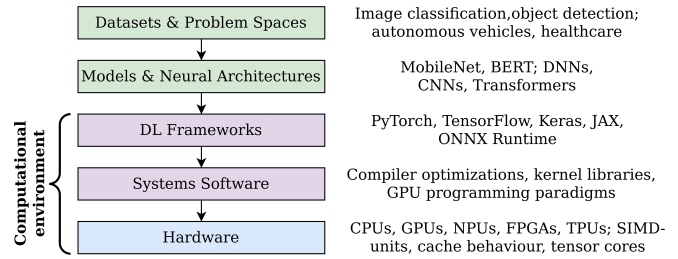 Datasets & Problem Spaces
Image classification,object detection;
autonomous vehicles, healthcare
Models & Neural Architectures
MobileNet, BERT; DNNs,
CNNs, Transformers
Computational
environment
DL Frameworks
PyTorch, TensorFlow, Keras, JAX,
ONNX Runtime
Systems Software
Compiler optimizations, kernel libraries,
GPU programming paradigms
Hardware
CPUs, GPUs, NPUs, FPGAs, TPUs; SIMD-
units, cache behaviour, tensor cores